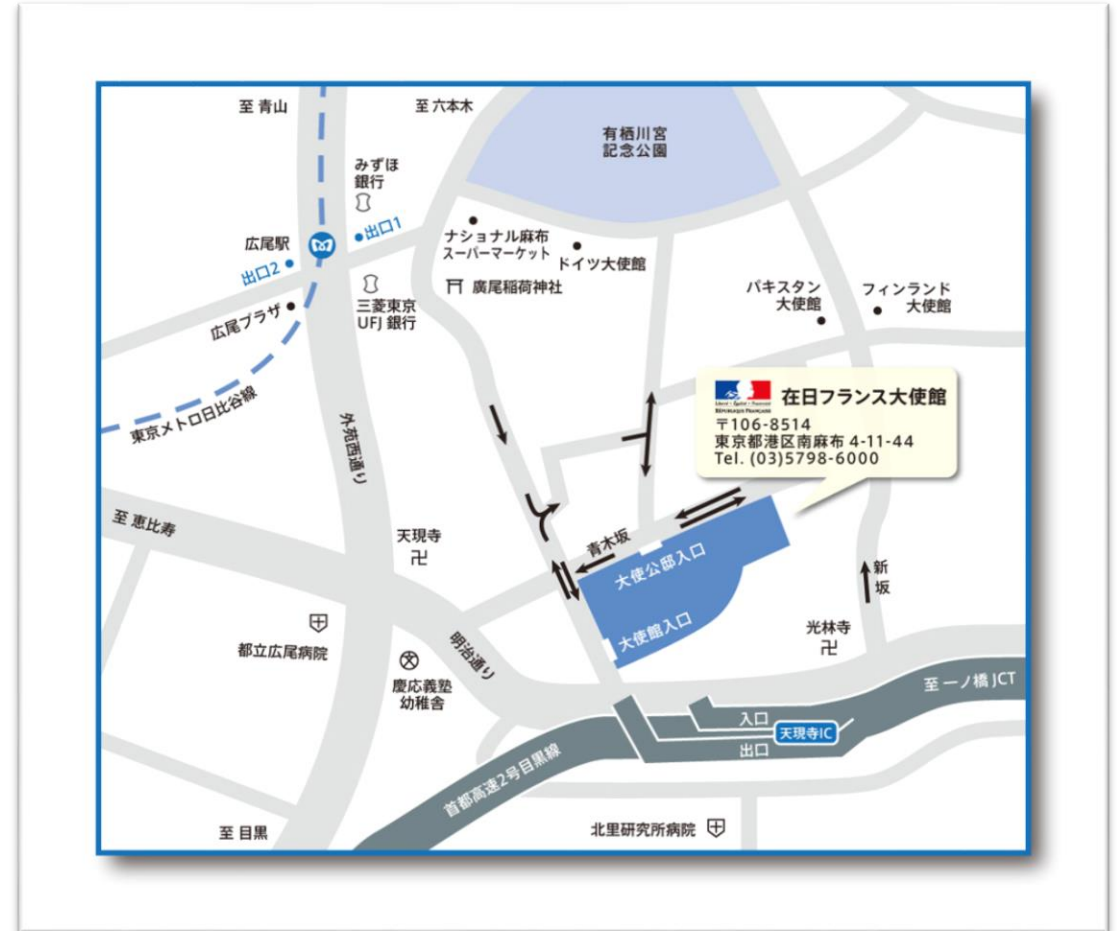 至 青山
至 六本木
有栖川宮
記念公園
みずほ
銀行
出口1
広尾駅
出口2
ナショナル麻布
スーパーマーケット
ドイツ大使館
廣尾稲荷神社
三菱東京
UFJ 銀行
広尾プラザ
パキスタン
大使館
フィンランド
大使館
東京メトロ日比谷線
外苑西通り
在日フランス大使館
〒106-8514
東京都港区南麻布 4-11-44
Tel. (03)5798-6000
至 恵比寿
天現寺
青木坂
大使公邸入口
大使館入口
新坂
光林寺
都立広尾病院
明治通り
慶応義塾
幼稚舎
至 一ノ橋 JCT
入口
天現寺IC
出口
首都高速2号目黒線
至 目黒
北里研究所病院